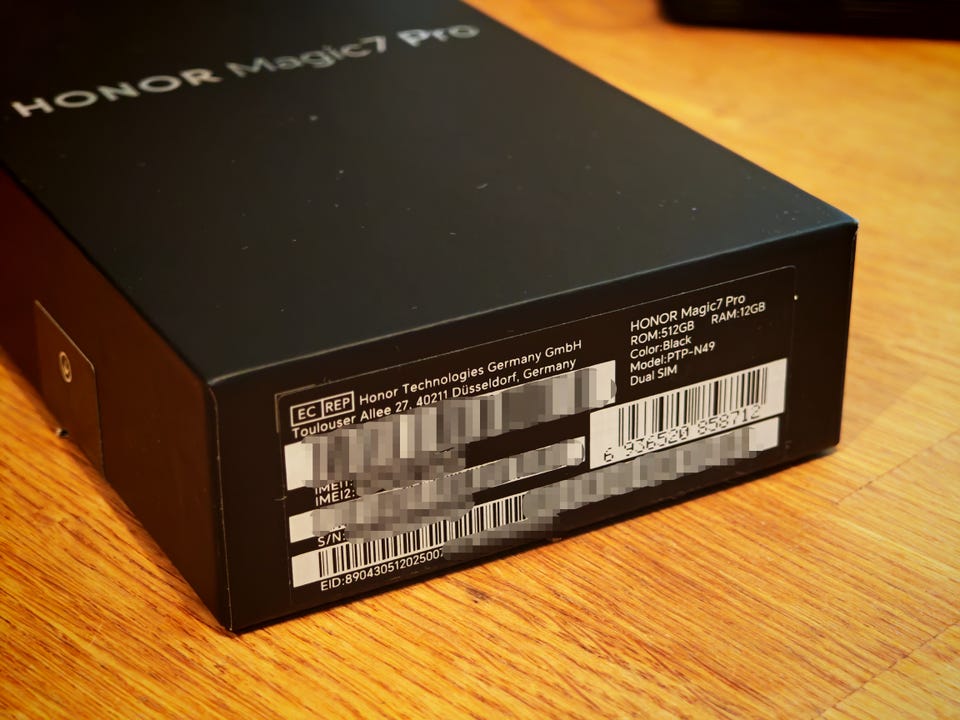 HONOR Magic7 Pro
EC REP Honor Technologies Germany GmbH
Toulouser Allee 27, 40211 Düsseldorf, Germany
IMEI1:
IMEI2:
S/N:
EID:89043051202500
HONOR Magic7 Pro
ROM:512GB RAM:12GB
Color:Black
Model:PTP-N49
Dual SIM
6 936520 858712